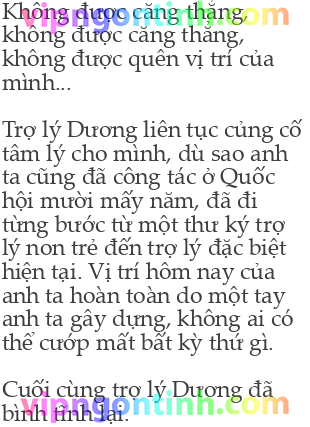 Không được căng thẳng,
không được căng thẳng,
không được quên vị trí của
mình...
Trợ lý Dương liên tục củng cố
tâm lý cho mình, dù sao anh
ta cũng đã công tác ở Quốc
hội mười mấy năm, đã đi
từng bước từ một thư ký trợ
lý non trẻ đến trợ lý đặc biệt
hiện tại. Vị trí hôm nay của
anh ta hoàn toàn do một tay
anh ta gây dựng, không ai có
thể cướp mất bất kỳ thứ gì.
Cuối cùng trợ lý Dương đã
bình tĩnh lại.
vipngontinh.com
vipngontinh.com